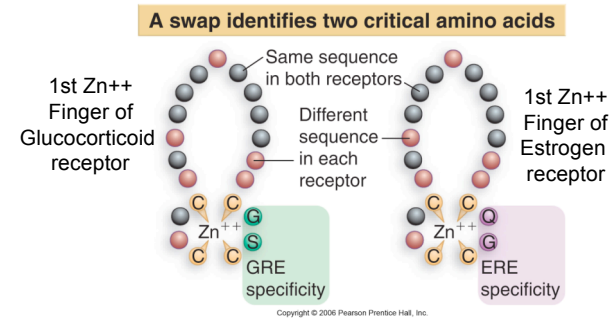 A swap identifies two critical amino acids
1st Zn++
Finger of
Glucocorticoid
receptor
Same sequence
in both receptors
Different
sequence
in each
receptor
1st Zn++
Finger of
Estrogen
receptor
C C
G
Zn++
S
C C
GRE
specificity
C C
Q
Zn++
G
C C
ERE
specificity
Copyright © 2006 Pearson Prentice Hall, Inc.